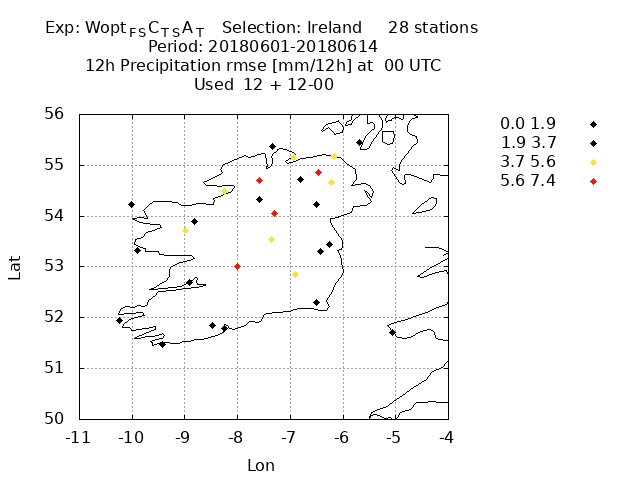 Exp: Wopt FS C T S A T Selection: Ireland 28 stations
Period: 20180601-20180614
12h Precipitation rmse [mm/12h] at 00 UTC
Used 12 + 12-00
0.0 1.9
1.9 3.7
3.7 5.6
5.6 7.4
56
55
54
53
52
51
50
Lat
-11 -10 -9 -8 -7 -6 -5 -4
Lon